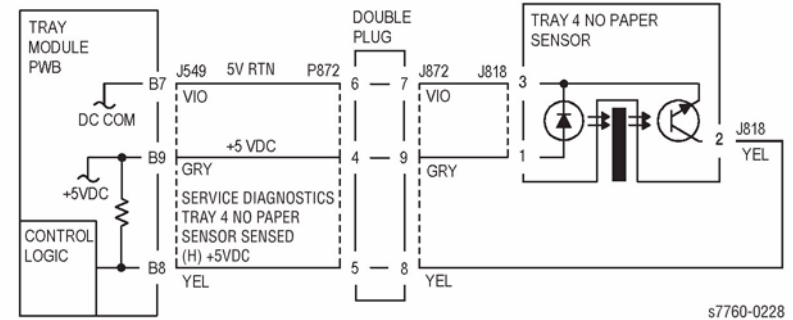 TRAY
MODULE
PWB
DC COM
+5VDC
CONTROL
LOGIC
B7
B9
B8
J549 5V RTN P872
VIO
+5 VDC
GRY
SERVICE DIAGNOSTICS
TRAY 4 NO PAPER
SENSOR SENSED
(H) +5VDC
YEL
DOUBLE
PLUG
6 7
4 9
5 8
J872 J818
VIO
GRY
YEL
TRAY 4 NO PAPER
SENSOR
3
1
2
J818
YEL
s7760-0228